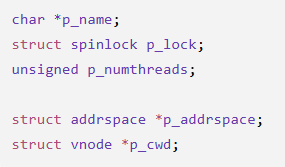 char *p_name;
struct spinlock p_lock;
unsigned p_numthreads;
struct addrspace *p_addrspace;
struct vnode *p_cwd;